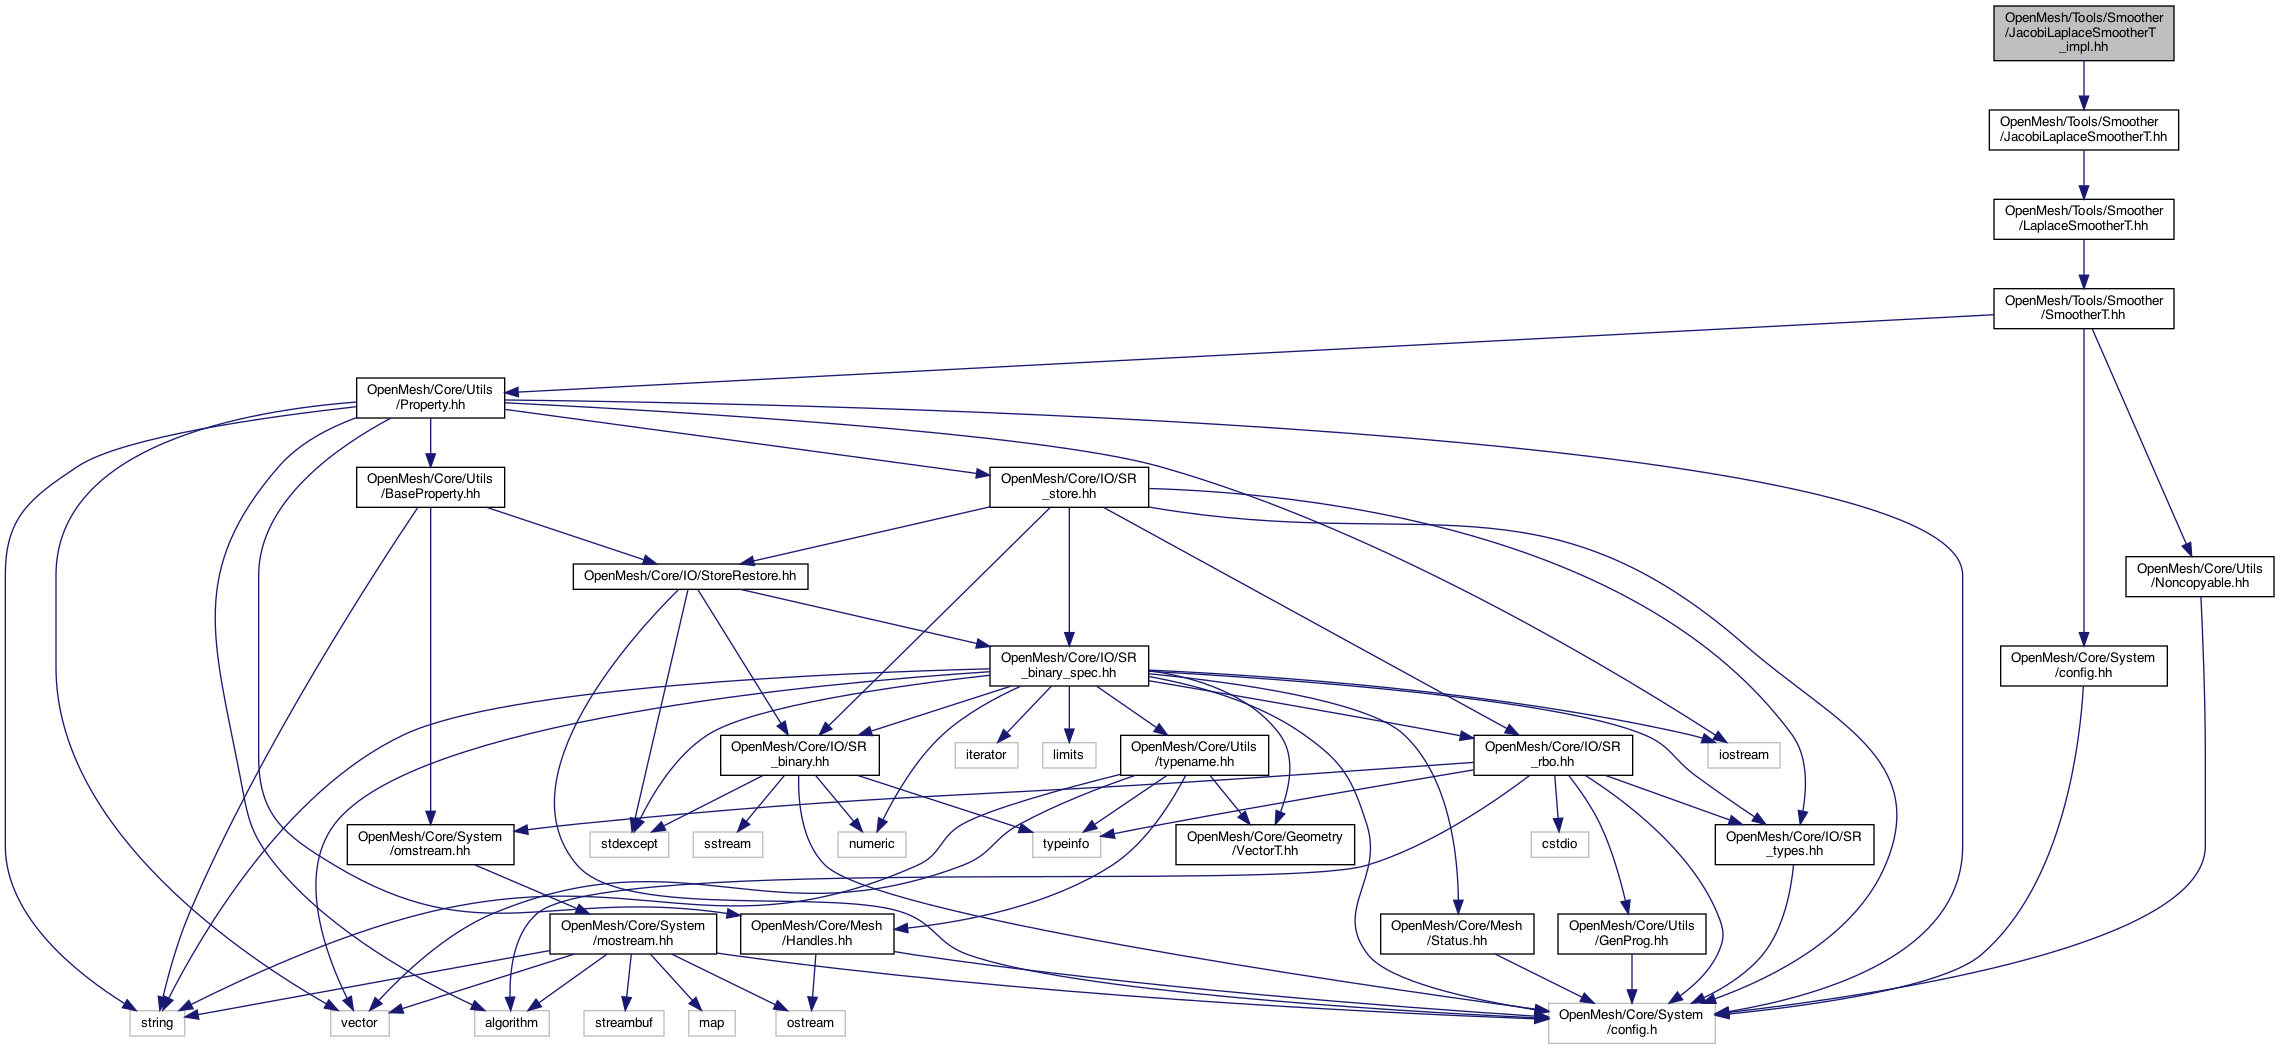 OpenMesh/Tools/Smoother
/JacobiLaplaceSmootherT
_impl.hh
OpenMesh/Tools/Smoother
/JacobiLaplaceSmootherT.hh
OpenMesh/Tools/Smoother
/LaplaceSmootherT.hh
OpenMesh/Tools/Smoother
/SmootherT.hh
OpenMesh/Core/Utils
/Property.hh
OpenMesh/Core/Utils
/BaseProperty.hh
OpenMesh/Core/IO/SR
_store.hh
OpenMesh/Core/IO/StoreRestore.hh
OpenMesh/Core/Utils
/Noncopyable.hh
OpenMesh/Core/IO/SR
_binary_spec.hh
OpenMesh/Core/System
/config.hh
OpenMesh/Core/IO/SR
_binary.hh
iterator
limits
OpenMesh/Core/Utils
/typename.hh
OpenMesh/Core/IO/SR
_rbo.hh
iostream
OpenMesh/Core/System
/omstream.hh
stdexcept
sstream
numeric
typeinfo
OpenMesh/Core/Geometry
/VectorT.hh
cstdio
OpenMesh/Core/IO/SR
_types.hh
OpenMesh/Core/System
/mostream.hh
OpenMesh/Core/Mesh
/Handles.hh
OpenMesh/Core/Mesh
/Status.hh
OpenMesh/Core/Utils
/GenProg.hh
string
vector
algorithm
streambuf
map
ostream
OpenMesh/Core/System
/config.h